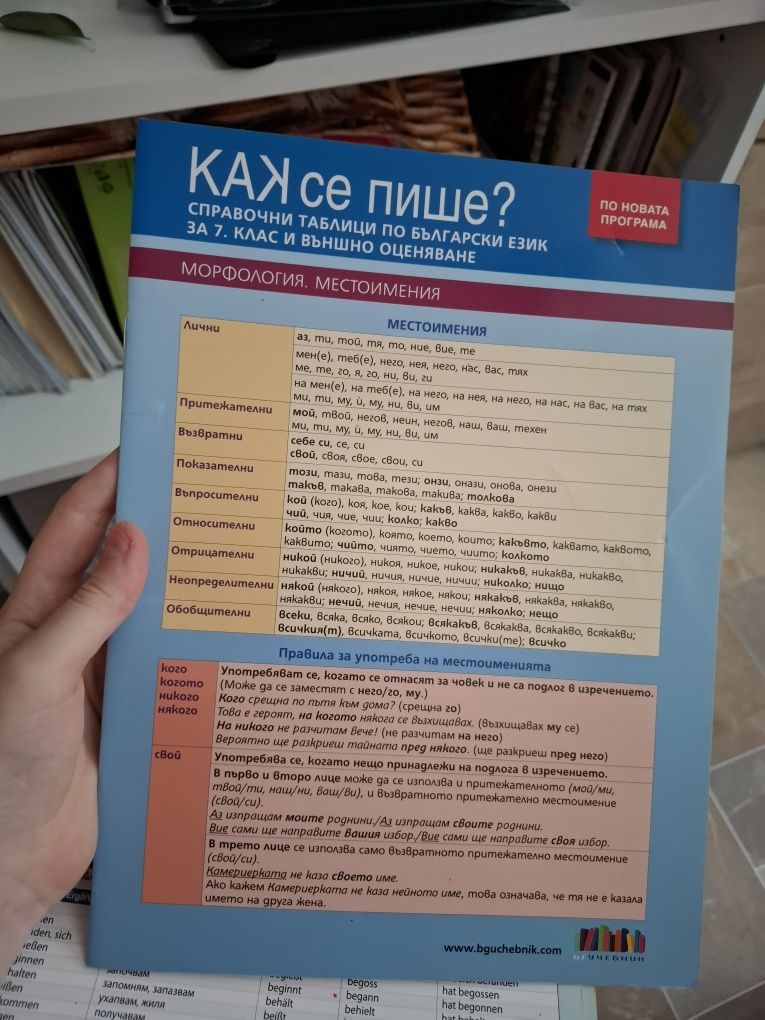 КАК се пише?
СПРАВОЧНИ ТАБЛИЦИ ПО БЪЛГАРСКИ ЕЗИК
ЗА 7. КЛАС И ВЪНШНО ОЦЕНЯВАНЕ
ПО НОВАТА
ПРОГРАМА
МОРФОЛОГИЯ. МЕСТОИМЕНИЯ
МЕСТОИМЕНИЯ
Лични
аз, ти, той, тя, то, ние, вие, те
мен(е), теб(е), него, нея, него, нас, вас, тях
ме, те, го, я, го, ни, ви, ги
на мен(е), на теб(е), на него, на нея, на него, на нас, на вас, на тях
ми, ти, му, ѝ, му, ни, ви, им
Притежателни
мой, твой, негов, неин, негов, наш, ваш, техен
ми, ти, му, ѝ, му, ни, ви, им
Възвратни
себе си, се, си
свой, своя, свое, свои, си
Показателни
този, тази, това, тези; онзи, онази, онова, онези
такъв, такава, такова, такива; толкова
Въпросителни
кой (кого), коя, кое, кои; какъв, каква, какво, какви
чий, чия, чие, чии; колко; какво
Относителни
който (когото), която, което, които; какъвто, каквато, каквото,
каквито; чийто, чиято, чието, чиито; колкото
Отрицателни
никой (никого), никоя, никое, никои; никакъв, никаква, никакво,
никакви; ничий, ничия, ничие, ничии; николко; нищо
Неопределителни
някой (някого), някоя, някое, някои; някакъв, някаква, някакво,
някакви; нечий, нечия, нечие, нечии; няколко; нещо
Обобщителни
всеки, всяка, всяко, всякои; всякакъв, всякаква, всякакво, всякакви;
всичкия(т), всичката, всичкото, всички(те); всичко
Правила за употреба на местоименията
кого
когото
никого
някого
Употребяват се, когато се отнасят за човек и не са подлог в изречението.
(Може да се заместят с него/го, му.)
Кого срещна по пътя към дома? (срещна го)
Това е героят, на когото някога се възхищавах. (възхищавах му се)
На никого не разчитам вече! (не разчитам на него)
Вероятно ще разкриеш тайната пред някого. (ще разкриеш пред него)
свой
Употребява се, когато нещо принадлежи на подлога в изречението.
В първо и второ лице може да се използва и притежателното (мой/ми,
твой/ти, наш/ни, ваш/ви), и възвратното притежателно местоимение
(свой/си).
Аз изпращам моите роднини./Аз изпращам своите роднини.
Вие сами ще направите вашия избор./Вие сами ще направите своя избор.
В трето лице се използва само възвратното притежателно местоимение
(свой/си).
Камериерката не каза своето име.
Ако кажем Камериерката не каза нейното име, това означава, че тя не е казала
името на друга жена.
www.bguchebnik.com
БГ УЧЕБНИК
halten
kommen
запомням, запазвам
ухапвам, жиля
получавам
beginnt
behält
beißt
begoss
begann
behielt
hat begossen
hat begonnen